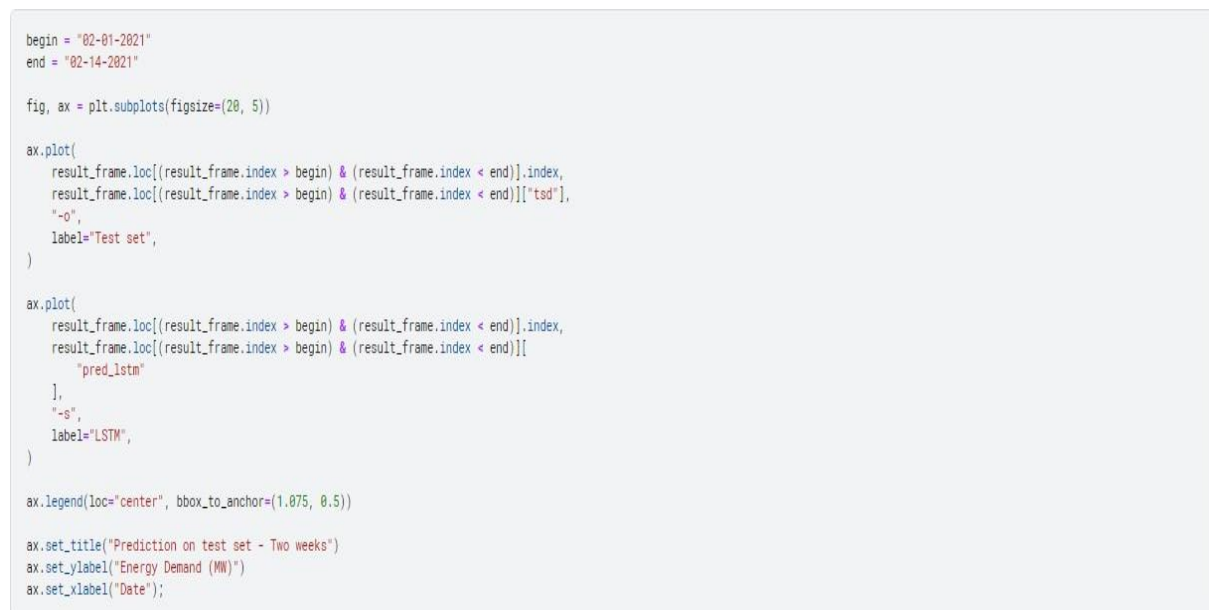 begin = "02-01-2021"
end = "02-14-2021"
fig, ax = plt.subplots(figsize=(20, 5))
ax.plot(
    result_frame.loc[(result_frame.index > begin) & (result_frame.index < end)].index,
    result_frame.loc[(result_frame.index > begin) & (result_frame.index < end)]["tsd"],
    "-o",
    label="Test set",
)
ax.plot(
    result_frame.loc[(result_frame.index > begin) & (result_frame.index < end)].index,
    result_frame.loc[(result_frame.index > begin) & (result_frame.index < end)][
        "pred_lstm"
    ],
    "-s",
    label="LSTM",
)
ax.legend(loc="center", bbox_to_anchor=(1.075, 0.5))
ax.set_title("Prediction on test set - Two weeks")
ax.set_ylabel("Energy Demand (MW)")
ax.set_xlabel("Date");